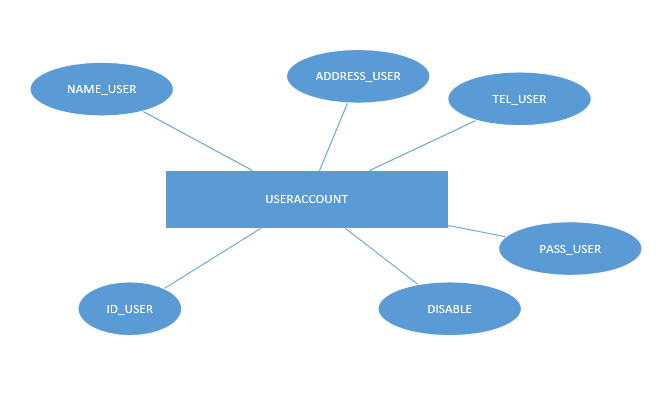 ADDRESS_USER
NAME_USER
TEL_USER
USERACCOUNT
PASS_USER
ID_USER
DISABLE